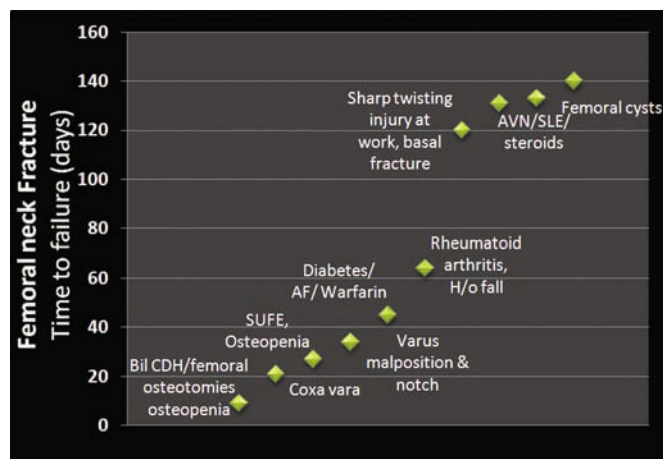 Femoral neck Fracture
Time to failure (days)
160
140
120
100
80
60
40
20
0
Bil CDH/femoral
osteotomies
osteopenia
SUFE,
Osteopenia
Coxa vara
Diabetes/
AF/ Warfarin
Varus
malposition &
notch
Rheumatoid
arthritis,
H/o fall
Sharp twisting
injury at
work, basal
fracture
AVN/SLE/
steroids
Femoral cysts